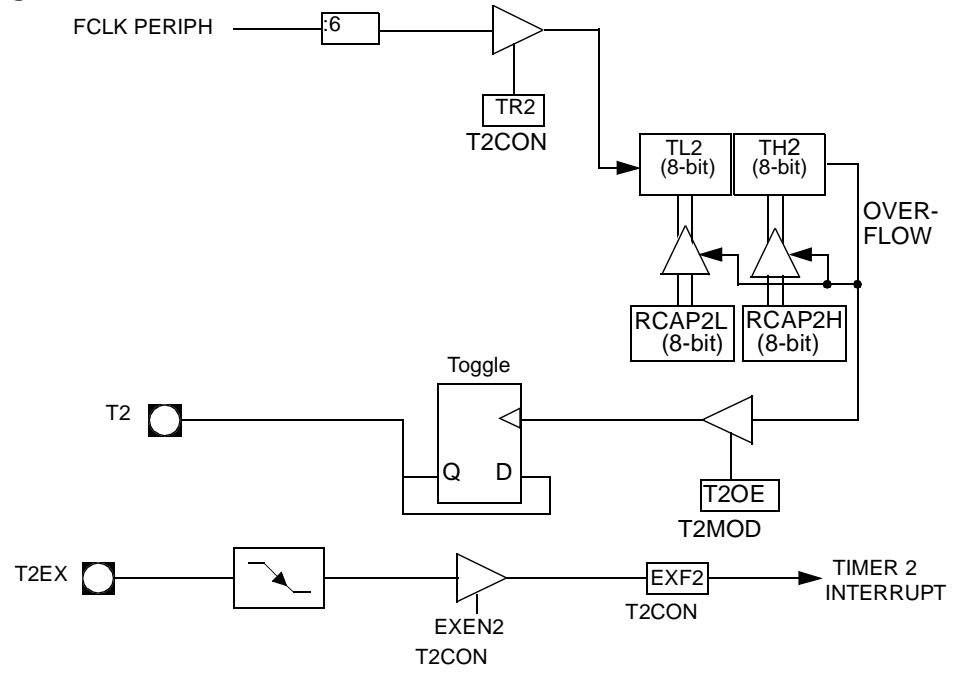 FCLK PERIPH
:6
TR2
T2CON
TL2
(8-bit)
TH2
(8-bit)
OVER-
FLOW
RCAP2L
(8-bit)
RCAP2H
(8-bit)
Toggle
T2
Q
D
T2OE
T2MOD
T2EX
EXEN2
T2CON
EXF2
T2CON
TIMER 2
INTERRUPT